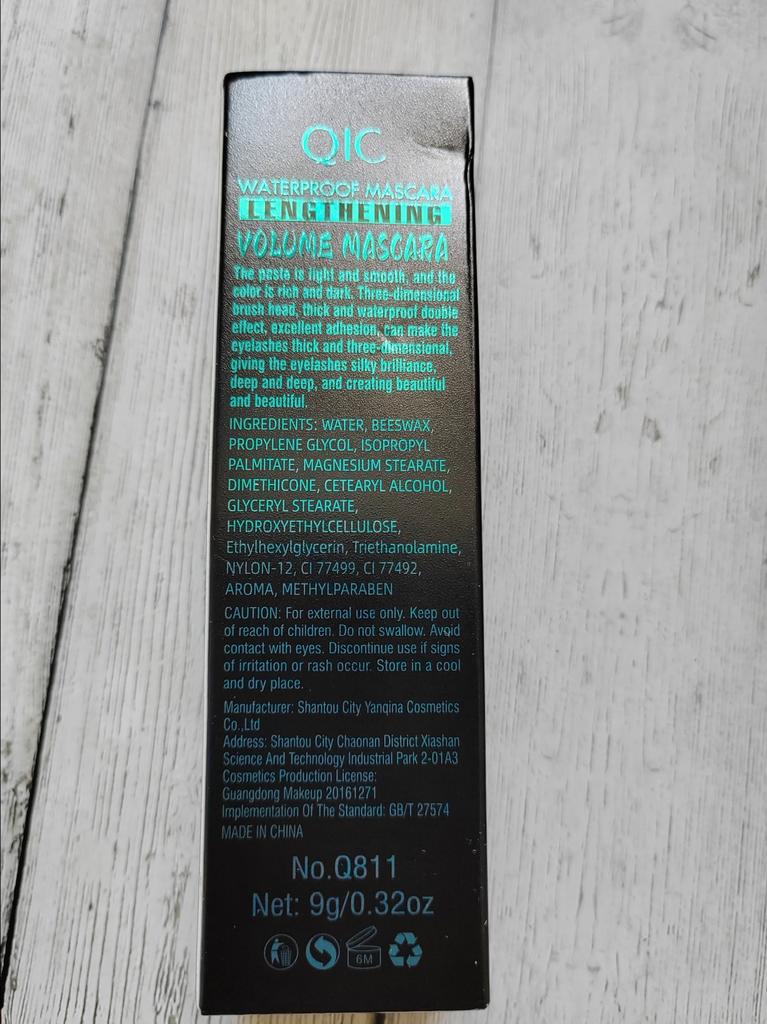 QIC
WATERPROOF MASCARA
LENGTHENING
VOLUME MASCARA
The paste is light and smooth, and the
color is rich and dark. Three-dimensional
brush head, thick and waterproof double
effect, excellent adhesion, can make the
eyelashes thick and three-dimensional,
giving the eyelashes silky brilliance,
deep and deep, and creating beautiful
and beautiful.
INGREDIENTS: WATER, BEESWAX,
PROPYLENE GLYCOL, ISOPROPYL
PALMITATE, MAGNESIUM STEARATE,
DIMETHICONE, CETEARYL ALCOHOL,
GLYCERYL STEARATE,
HYDROXYETHYLCELLULOSE,
Ethylhexylglycerin, Triethanolamine,
NYLON-12, CI 77499, CI 77492,
AROMA, METHYLPARABEN
CAUTION: For external use only. Keep out
of reach of children. Do not swallow. Avoid
contact with eyes. Discontinue use if signs
of irritation or rash occur. Store in a cool
and dry place.
Manufacturer: Shantou City Yanqina Cosmetics
Co.,Ltd
Address: Shantou City Chaonan District Xiashan
Science And Technology Industrial Park 2-01A3
Cosmetics Production License:
Guangdong Makeup 20161271
Implementation Of The Standard: GB/T 27574
MADE IN CHINA
No.Q811
Net: 9g/0.32oz
6M